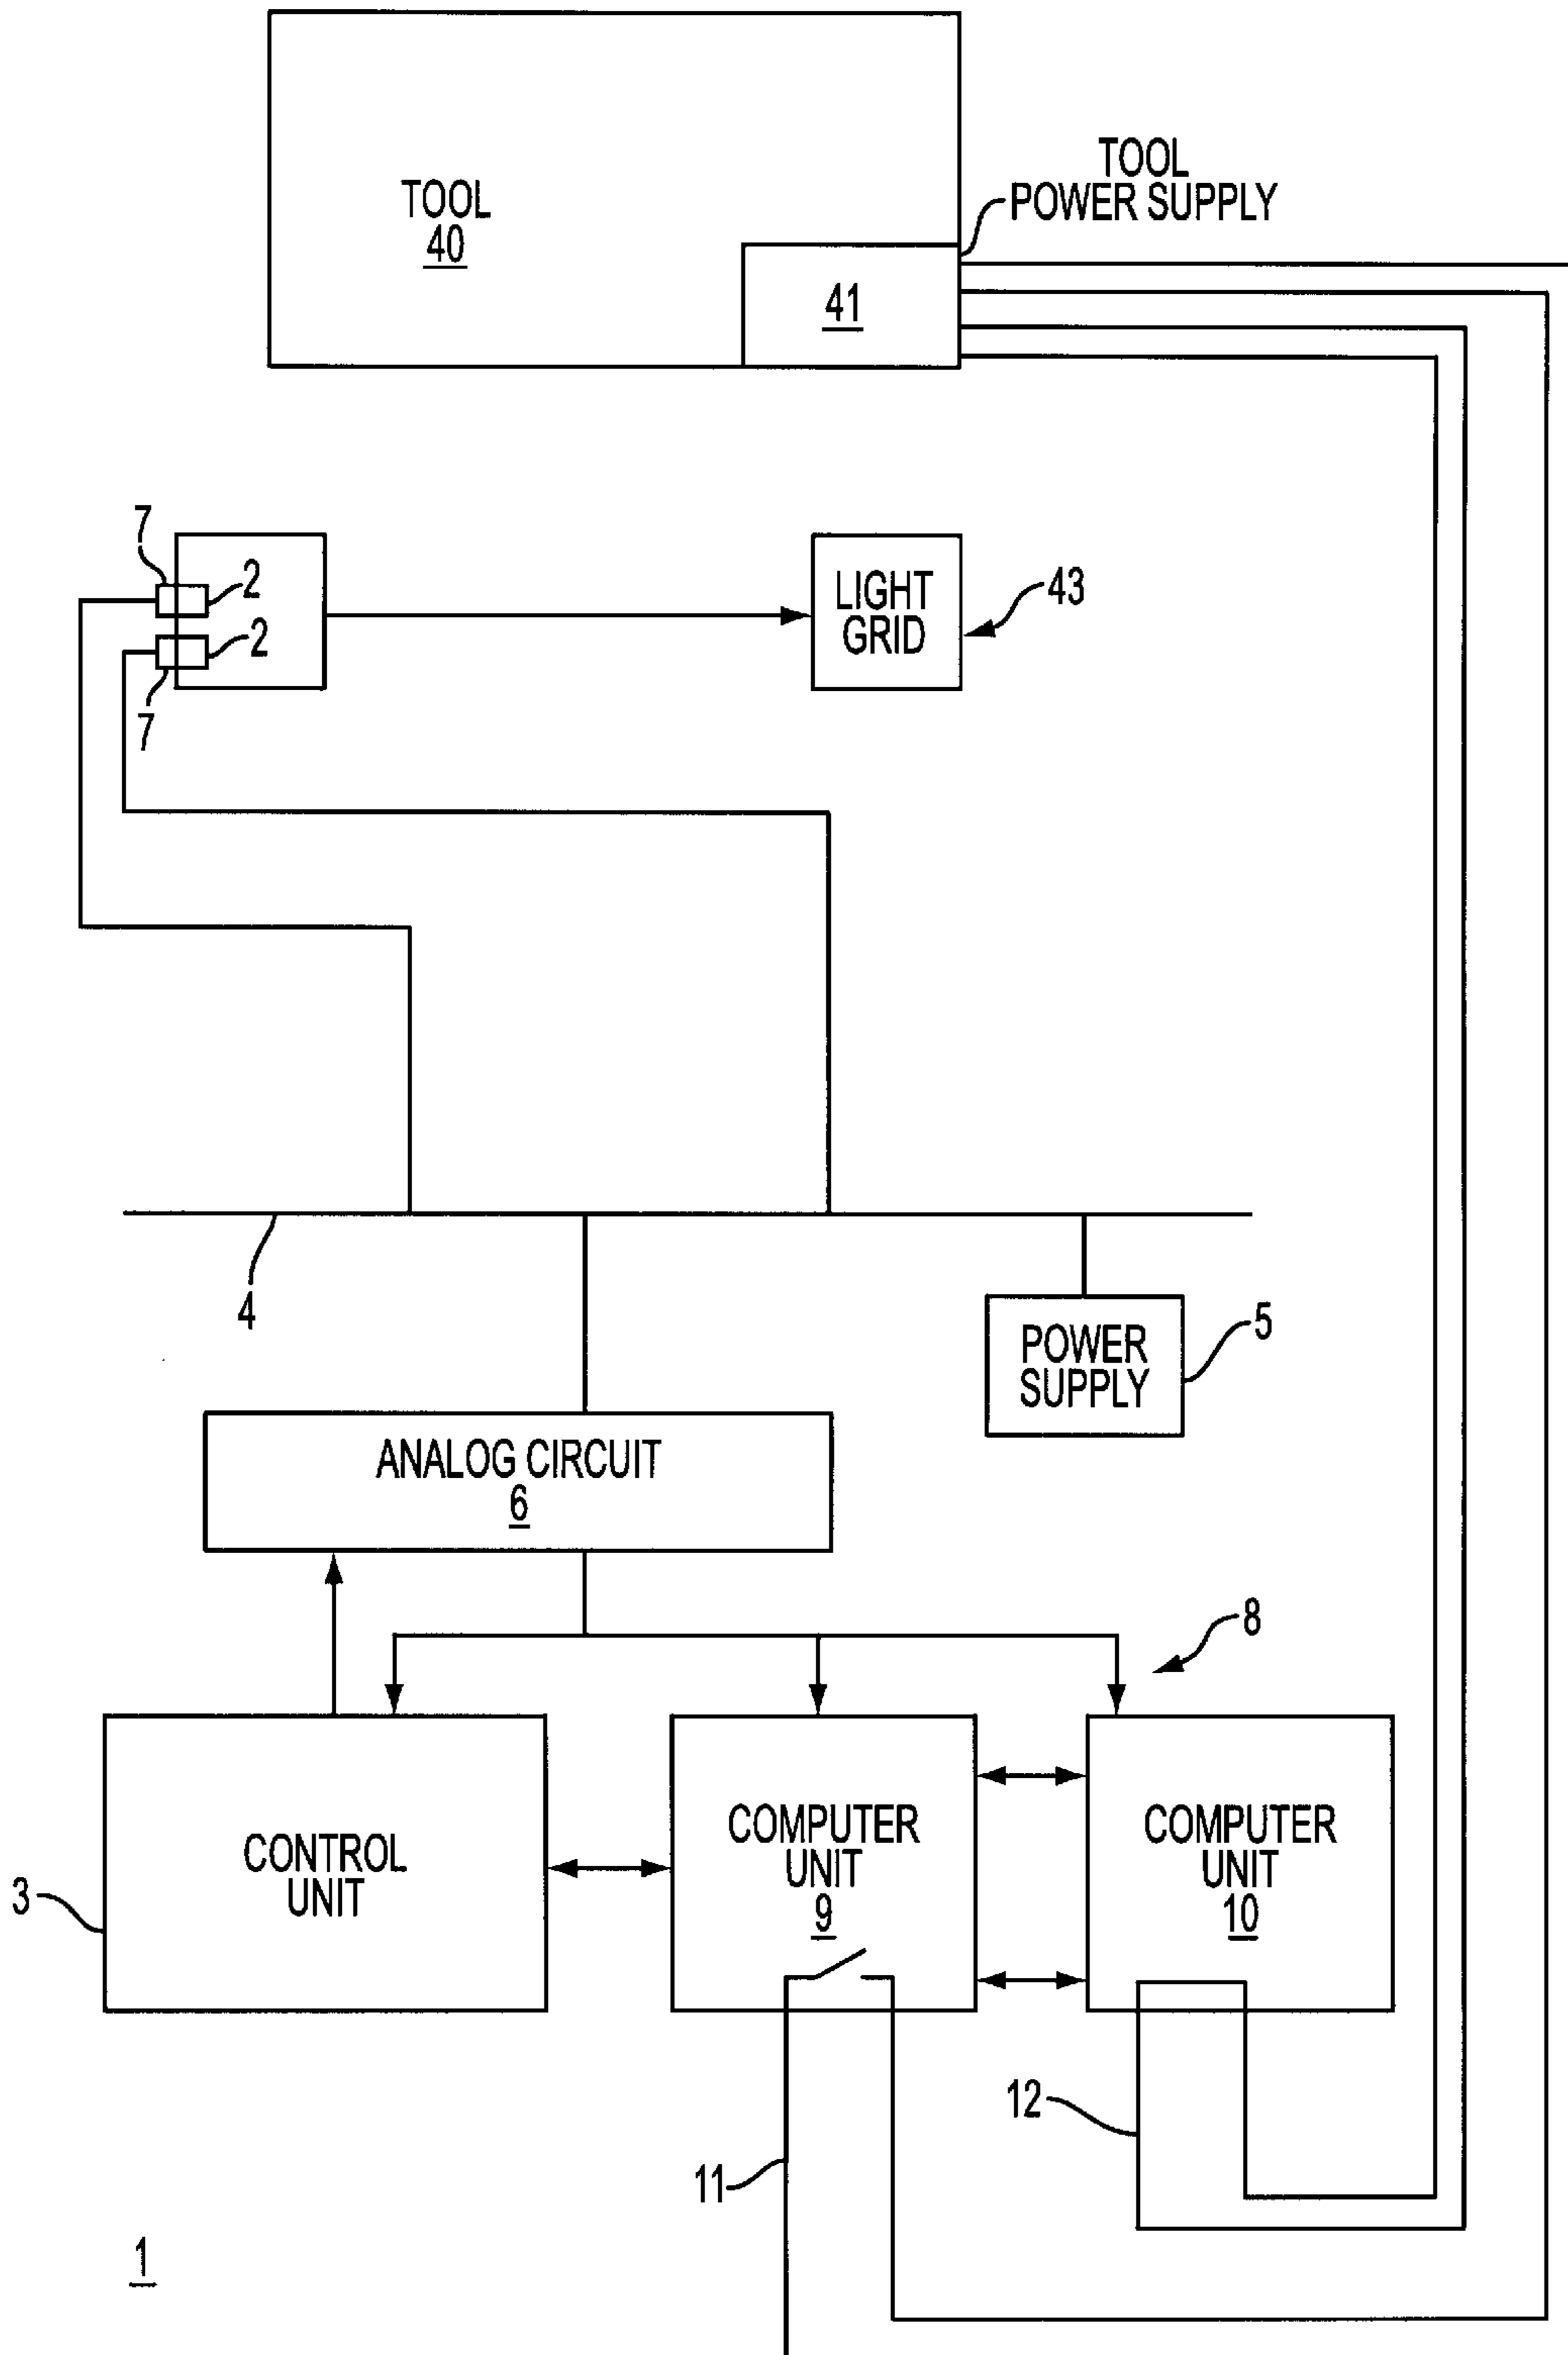 TOOL
40
TOOL
POWER SUPPLY
41
7
2
2
7
LIGHT
GRID
43
4
POWER
SUPPLY
5
ANALOG CIRCUIT
6
8
CONTROL
UNIT
3
COMPUTER
UNIT
9
COMPUTER
UNIT
10
11
12
1